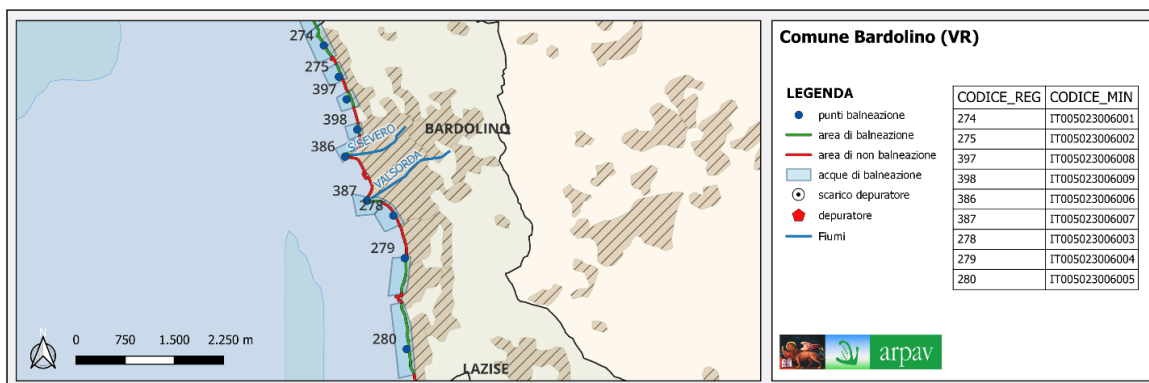 274
275
397
398
BARDOLINO
S.SEVERO
386
VALSORDA
387
278
279
280
LAZISE
N
0 750 1.500 2.250 m
Comune Bardolino (VR)
LEGENDA
punti balneazione
area di balneazione
area di non balneazione
acque di balneazione
scarico depuratore
depuratore
Fiumi
CODICE_REG CODICE_MIN
274 IT005023006001
275 IT005023006002
397 IT005023006008
398 IT005023006009
386 IT005023006006
387 IT005023006007
278 IT005023006003
279 IT005023006004
280 IT005023006005
arpav